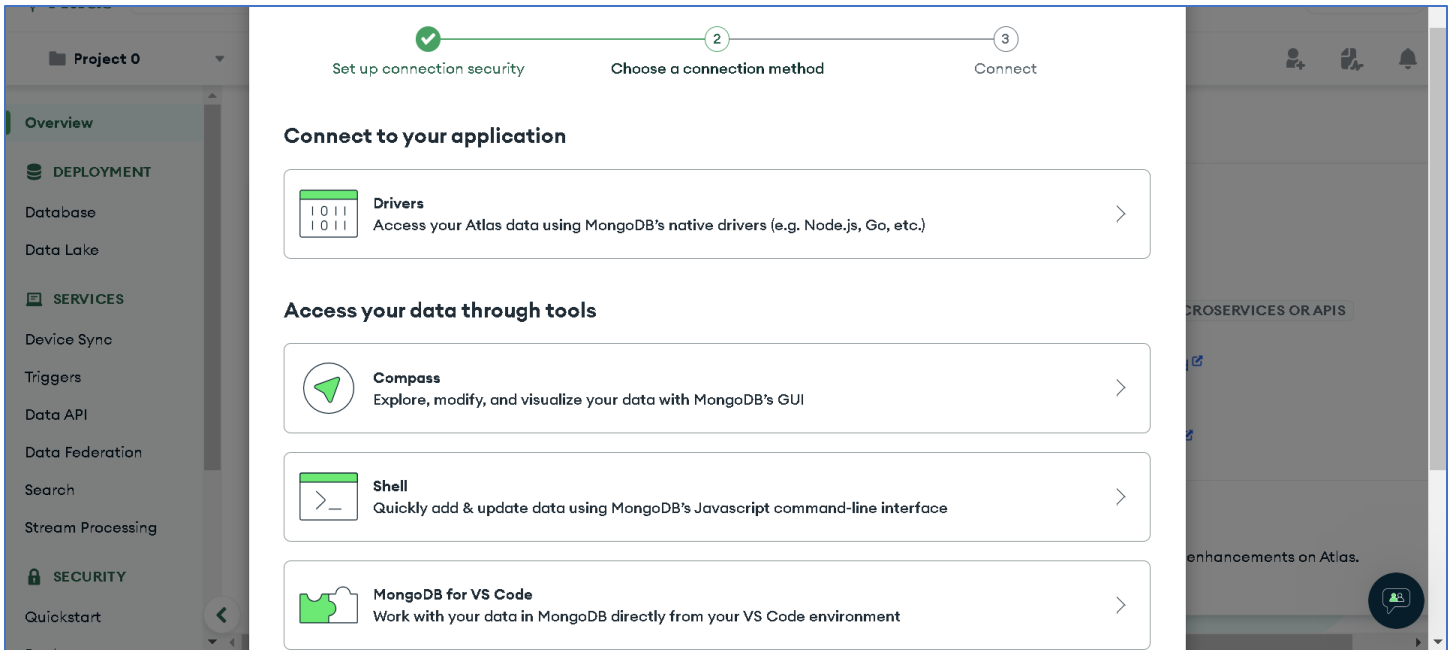 Project 0
Overview
DEPLOYMENT
Database
Data Lake
SERVICES
Device Sync
Triggers
Data API
Data Federation
Search
Stream Processing
SECURITY
Quickstart
2
3
Set up connection security
Choose a connection method
Connect
Connect to your application
1011
1011
Drivers
Access your Atlas data using MongoDB's native drivers (e.g. Node.js, Go, etc.)
Access your data through tools
Compass
Explore, modify, and visualize your data with MongoDB's GUI
>_
Shell
Quickly add & update data using MongoDB's Javascript command-line interface
MongoDB for VS Code
Work with your data in MongoDB directly from your VS Code environment
CROSERVICES OR APIS
enhancements on Atlas.